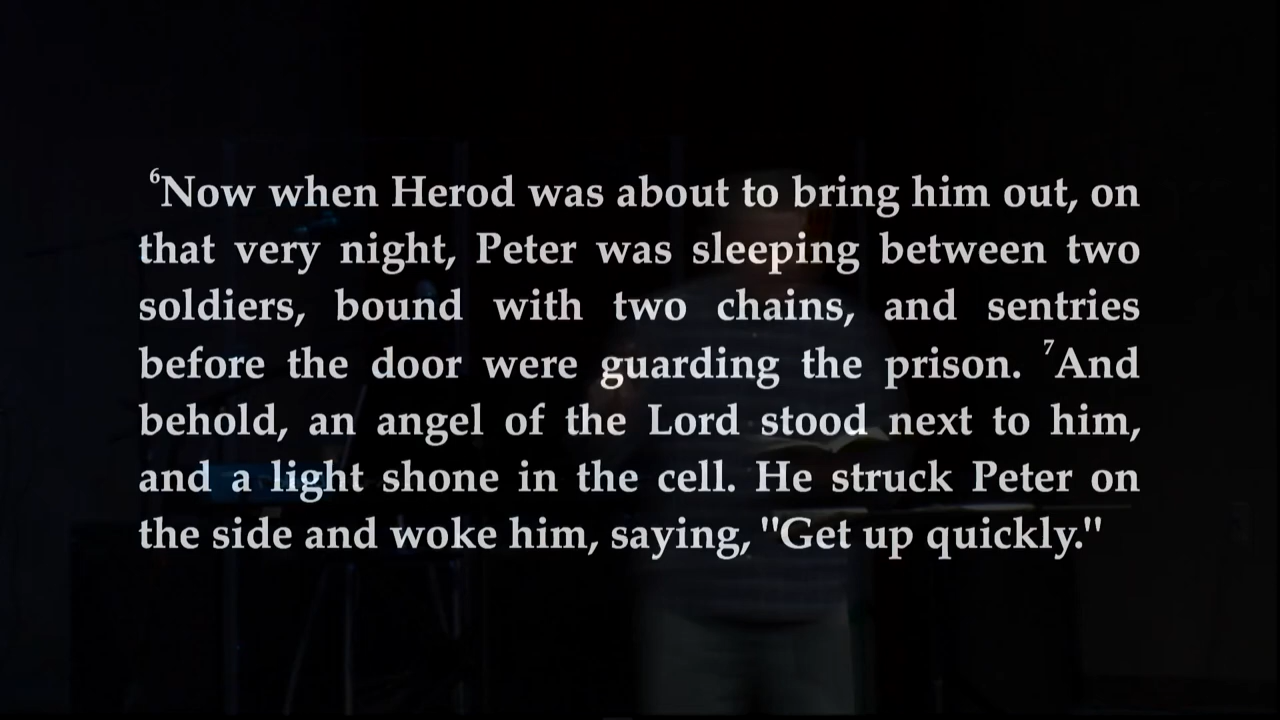 ⁶Now when Herod was about to bring him out, on
that very night, Peter was sleeping between two
soldiers, bound with two chains, and sentries
before the door were guarding the prison. ⁷And
behold, an angel of the Lord stood next to him,
and a light shone in the cell. He struck Peter on
the side and woke him, saying, "Get up quickly."